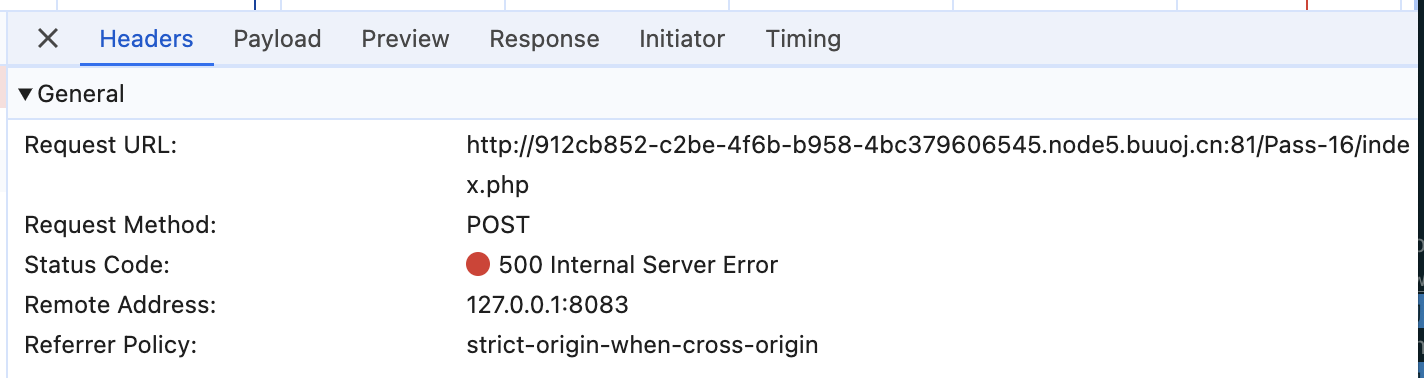 Headers Payload Preview Response Initiator Timing
General
Request URL: http://912cb852-c2be-4f6b-b958-4bc379606545.node5.buuoj.cn:81/Pass-16/inde
x.php
Request Method: POST
Status Code: 500 Internal Server Error
Remote Address: 127.0.0.1:8083
Referrer Policy: strict-origin-when-cross-origin